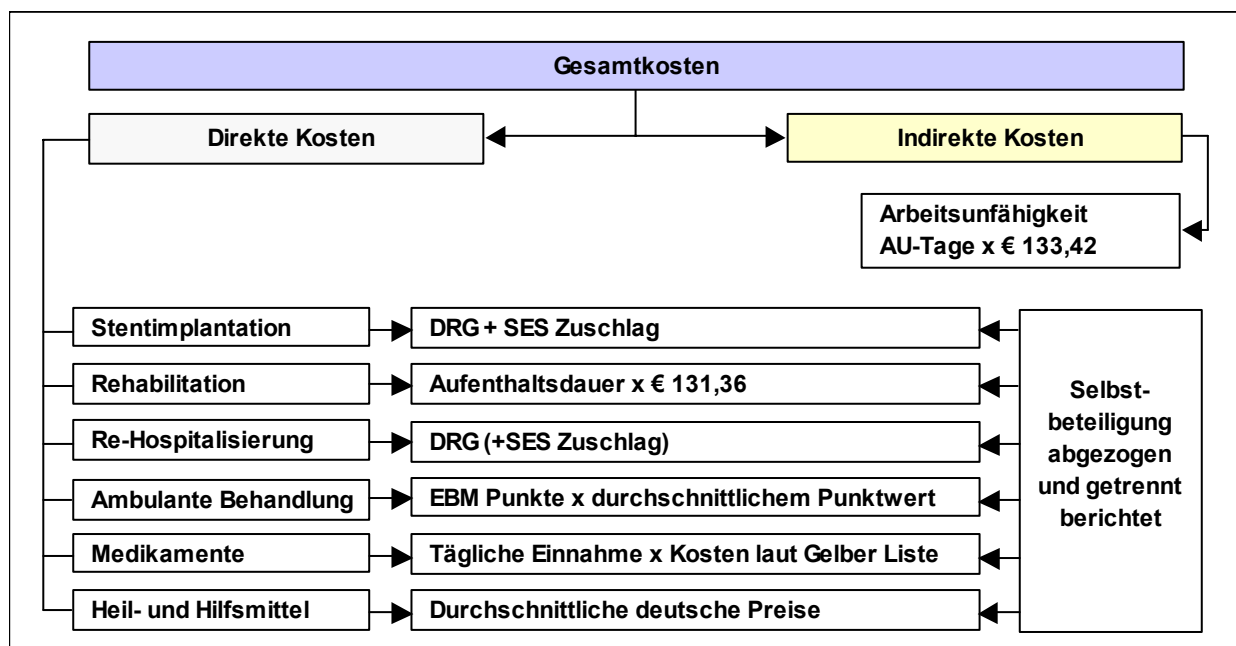 Gesamtkosten
Direkte Kosten
Indirekte Kosten
Arbeitsunfähigkeit
AU-Tage x € 133,42
Stentimplantation
DRG + SES Zuschlag
Rehabilitation
Aufenthaltsdauer x € 131,36
Re-Hospitalisierung
DRG (+SES Zuschlag)
Ambulante Behandlung
EBM Punkte x durchschnittlichem Punktwert
Medikamente
Tägliche Einnahme x Kosten laut Gelber Liste
Heil- und Hilfsmittel
Durchschnittliche deutsche Preise
Selbst-
beteiligung
abgezogen
und getrennt
berichtet